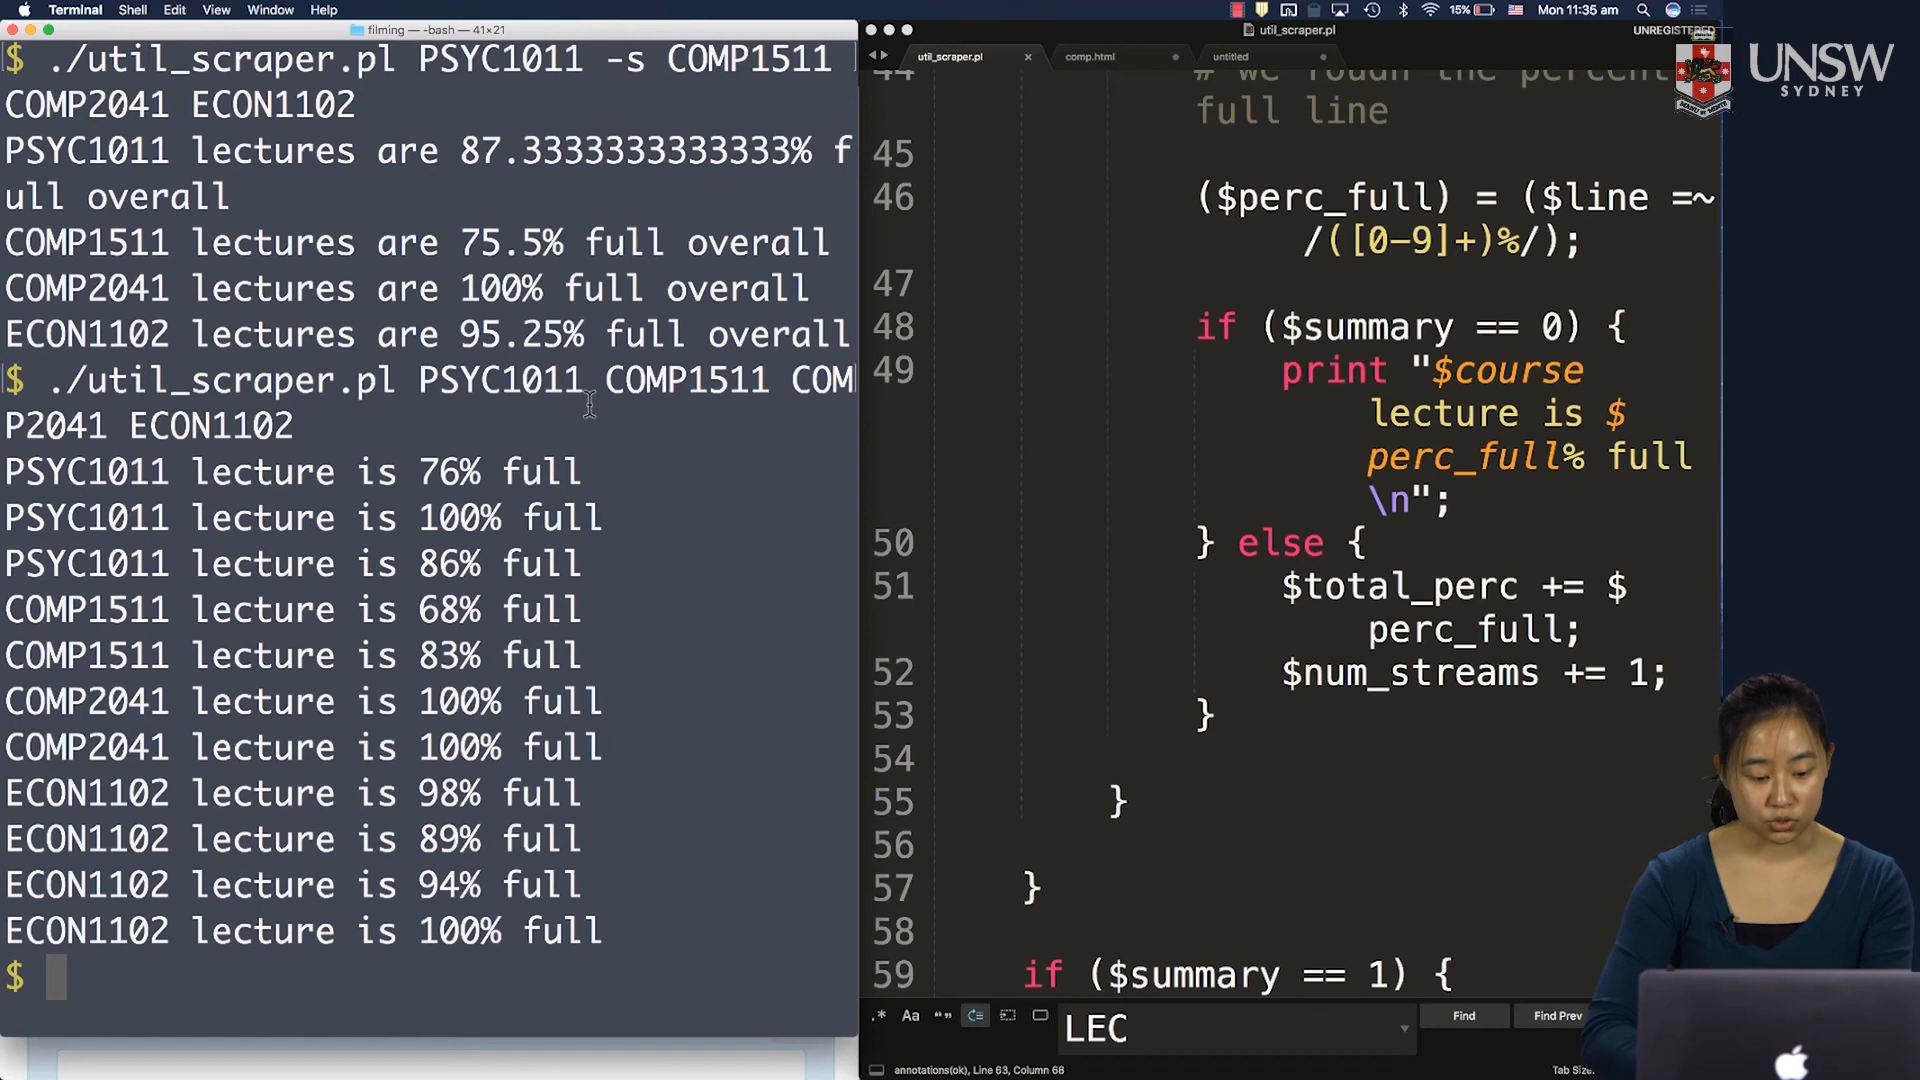 Terminal Shell Edit View Window Help
15% Mon 11:35 am
filming — -bash — 41×21
$ ./util_scraper.pl PSYC1011 -s COMP1511
COMP2041 ECON1102
PSYC1011 lectures are 87.3333333333333% f
ull overall
COMP1511 lectures are 75.5% full overall
COMP2041 lectures are 100% full overall
ECON1102 lectures are 95.25% full overall
$ ./util_scraper.pl PSYC1011 COMP1511 COM
P2041 ECON1102
PSYC1011 lecture is 76% full
PSYC1011 lecture is 100% full
PSYC1011 lecture is 86% full
COMP1511 lecture is 68% full
COMP1511 lecture is 83% full
COMP2041 lecture is 100% full
COMP2041 lecture is 100% full
ECON1102 lecture is 98% full
ECON1102 lecture is 89% full
ECON1102 lecture is 94% full
ECON1102 lecture is 100% full
$
util_scraper.pl
UNREGISTERED
util_scraper.pl × comp.html untitled
44 # we rouan the percent
full line
45
46 ($perc_full) = ($line =~
/([0-9]+)%/);
47
48 if ($summary == 0) {
49 print "$course
lecture is $
perc_full% full
\n";
50 } else {
51 $total_perc += $
perc_full;
52 $num_streams += 1;
53 }
54
55 }
56
57 }
58
59 if ($summary == 1) {
.* Aa LEC Find Find Prev
annotations(ok), Line 63, Column 68
Tab Size:
UNSW
SYDNEY